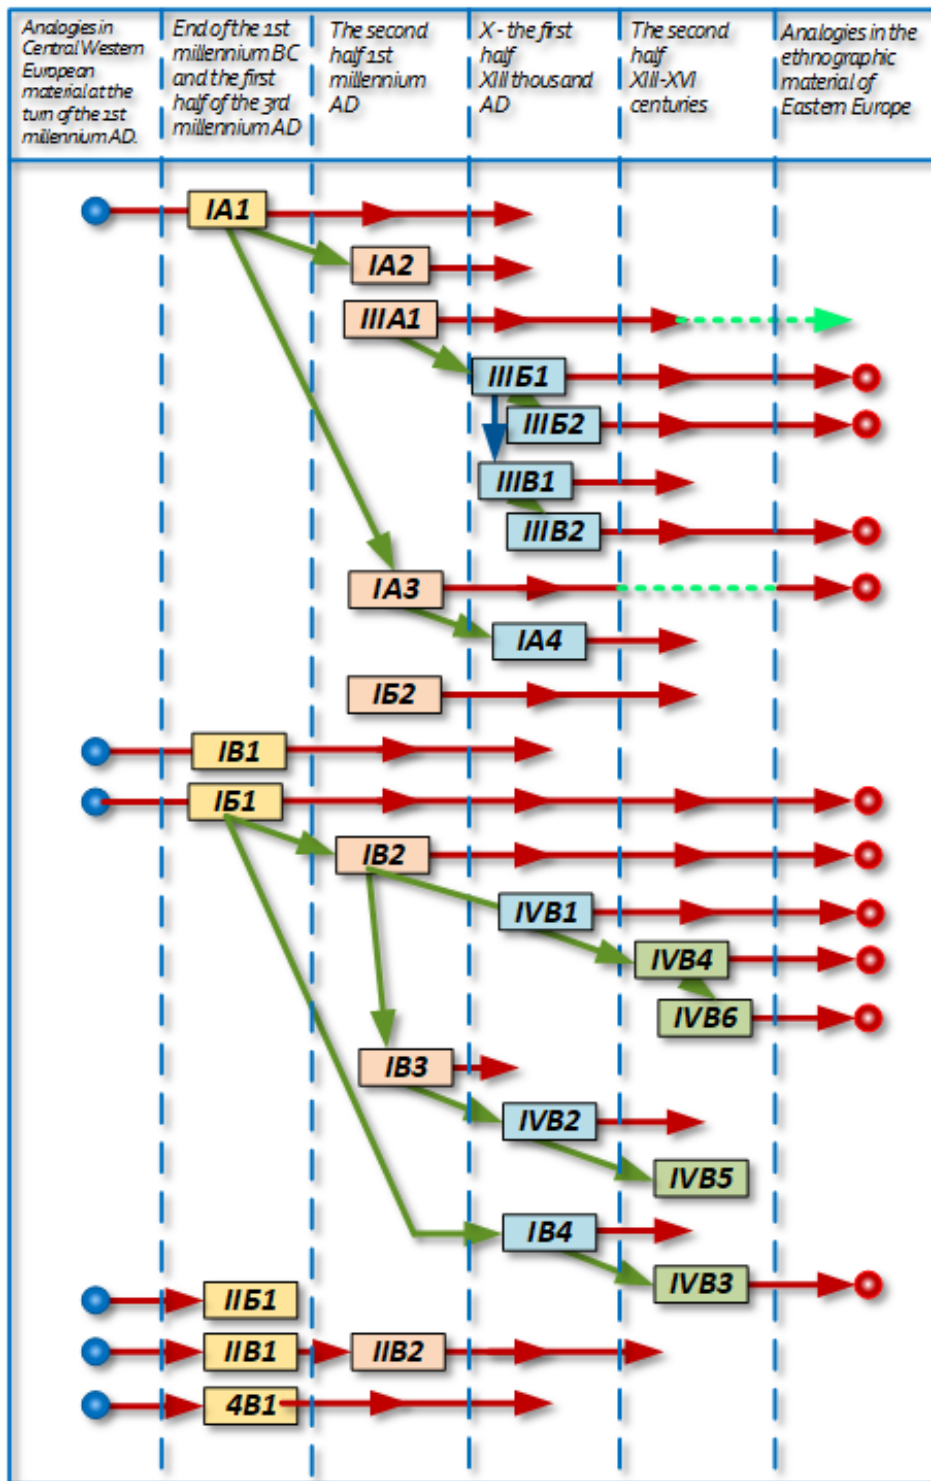 Analogies in
Central Western
European
material at the
turn of the 1st
millennium AD.
End of the 1st
millennium BC
and the first
half of the 3rd
millennium AD
The second
half 1st
millennium
AD
X - the first
half
XIII thousand
AD
The second
half
XIII-XVI
centuries
Analogies in the
ethnographic
material of
Eastern Europe
IA1
IA2
IIIA1
IIIБ1
IIIБ2
IIIB1
IIIB2
IA3
IA4
IБ2
IB1
IБ1
IB2
IVB1
IVB4
IVB6
IB3
IVB2
IVB5
IB4
IVB3
IIБ1
IIB1
IIB2
4B1